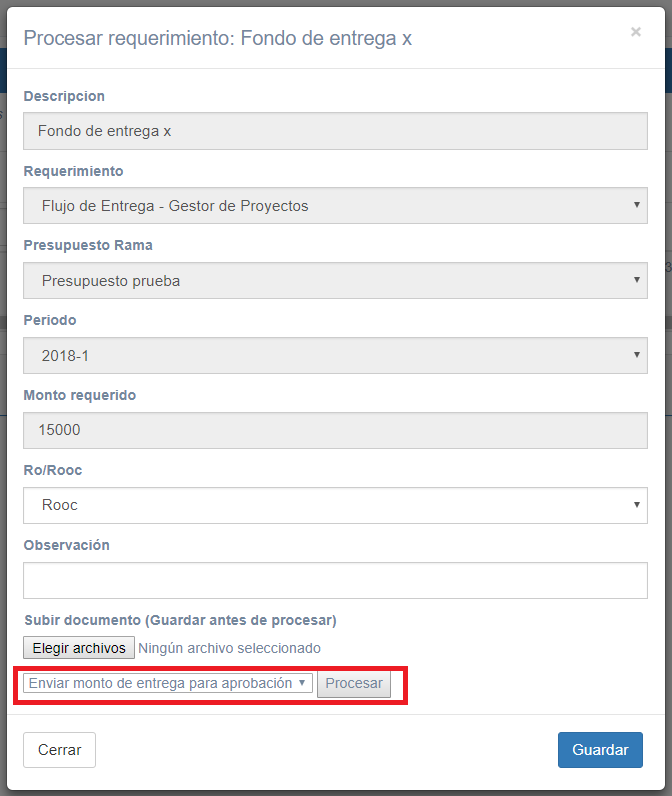 Procesar requerimiento: Fondo de entrega x
×
Descripcion
Fondo de entrega x
Requerimiento
Flujo de Entrega - Gestor de Proyectos
Presupuesto Rama
Presupuesto prueba
Periodo
2018-1
Monto requerido
15000
Ro/Rooc
Rooc
Observación
Subir documento (Guardar antes de procesar)
Elegir archivos Ningún archivo seleccionado
Enviar monto de entrega para aprobación Procesar
Cerrar Guardar